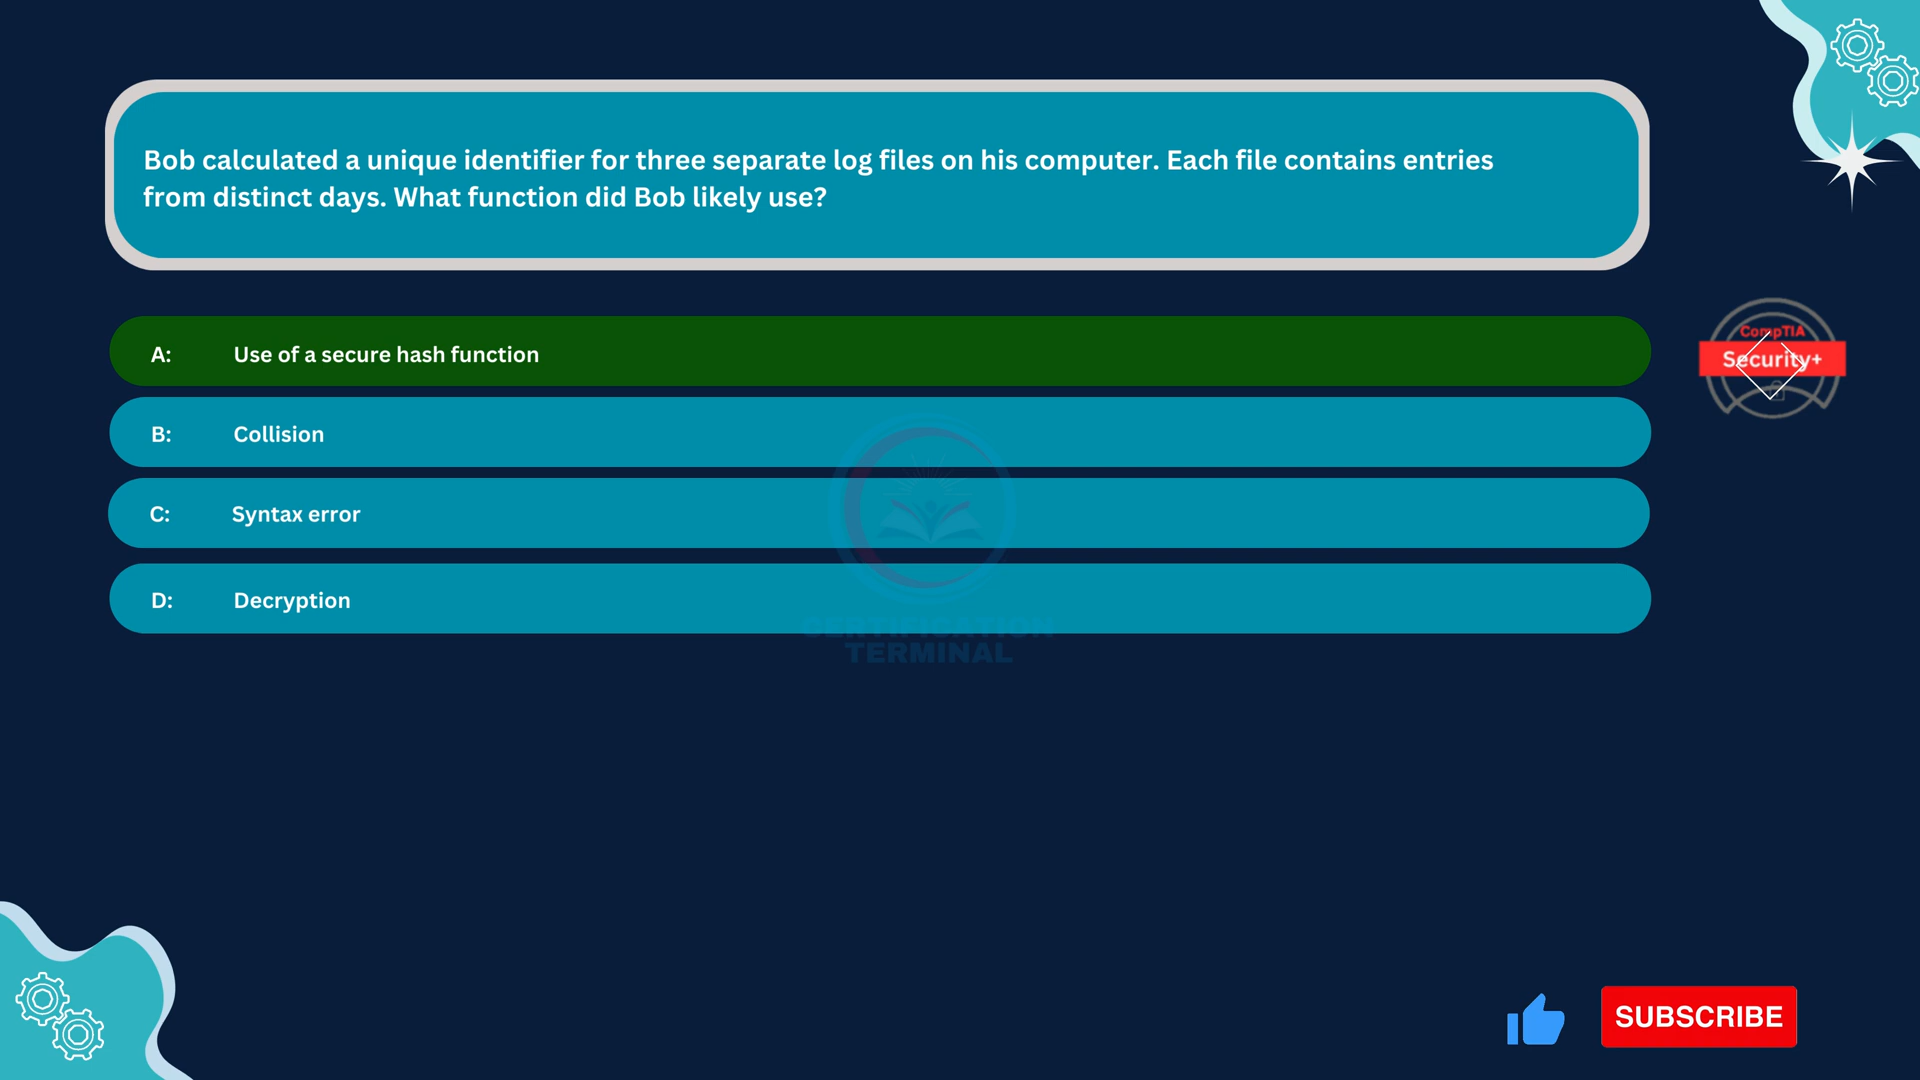 Bob calculated a unique identifier for three separate log files on his computer. Each file contains entries
from distinct days. What function did Bob likely use?
A: Use of a secure hash function
CompTIA
Security+
B: Collision
C: Syntax error
D: Decryption
CERTIFICATION
TERMINAL
SUBSCRIBE